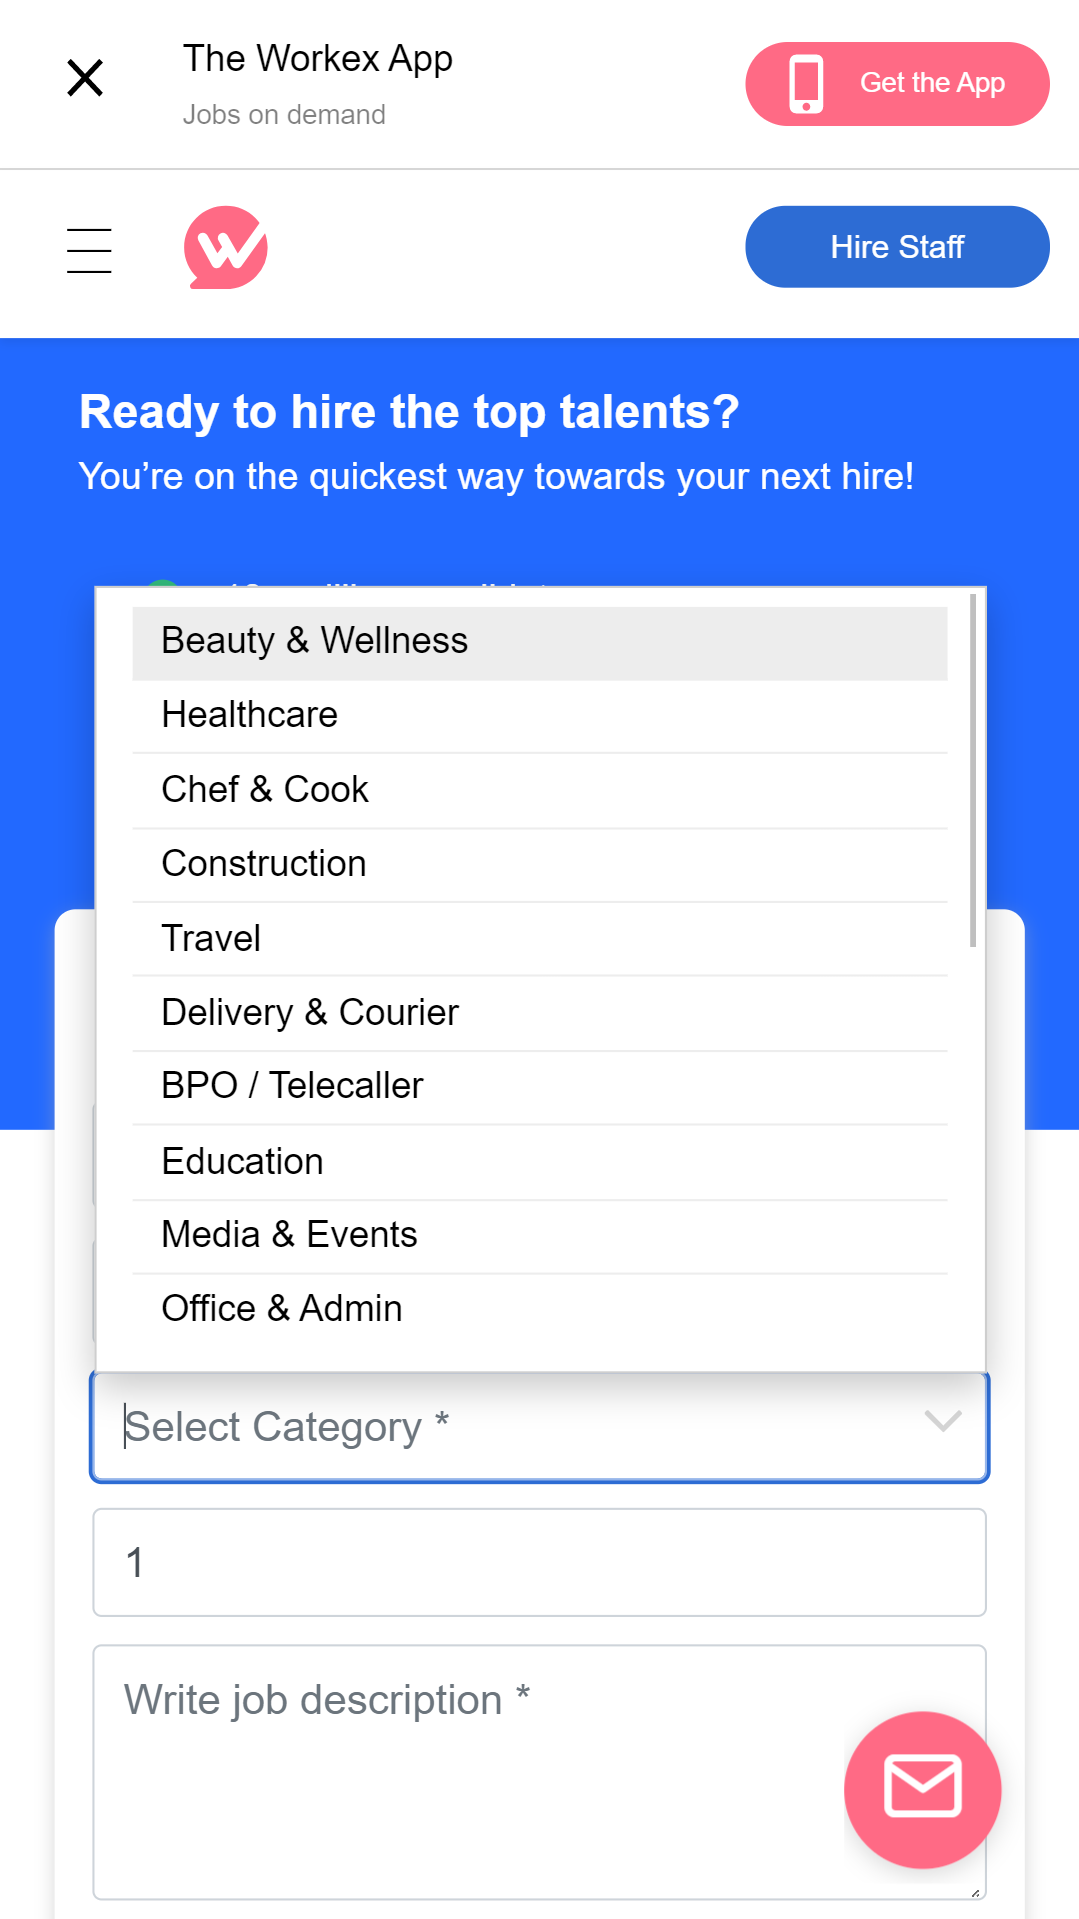 The Workex App
Jobs on demand
Get the App
Hire Staff
Ready to hire the top talents?
You're on the quickest way towards your next hire!
Beauty & Wellness
Healthcare
Chef & Cook
Construction
Travel
Delivery & Courier
BPO / Telecaller
Education
Media & Events
Office & Admin
Select Category *
1
Write job description *